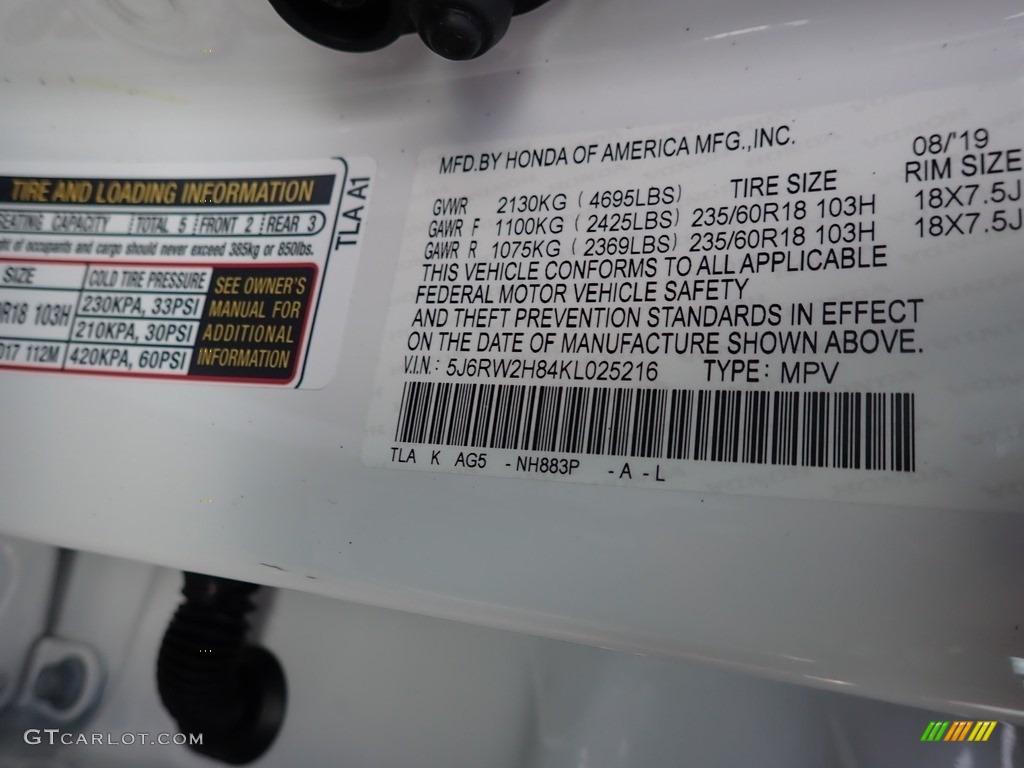 TIRE AND LOADING INFORMATION
SEATING CAPACITY TOTAL 5 FRONT 2 REAR 3
of occupants and cargo should never exceed 385kg or 850lbs.
SIZE COLD TIRE PRESSURE SEE OWNER'S MANUAL FOR ADDITIONAL INFORMATION
R18 103H 230KPA, 33PSI
210KPA, 30PSI
D17 112M 420KPA, 60PSI
TLA A1
MFD.BY HONDA OF AMERICA MFG.,INC. 08/'19
GVWR 2130KG (4695LBS) TIRE SIZE RIM SIZE
GAWR F 1100KG (2425LBS) 235/60R18 103H 18X7.5J
GAWR R 1075KG (2369LBS) 235/60R18 103H 18X7.5J
THIS VEHICLE CONFORMS TO ALL APPLICABLE
FEDERAL MOTOR VEHICLE SAFETY
AND THEFT PREVENTION STANDARDS IN EFFECT
ON THE DATE OF MANUFACTURE SHOWN ABOVE.
V.I.N.: 5J6RW2H84KL025216 TYPE: MPV
TLA K AG5 -NH883P -A -L
GTCARLOT.COM